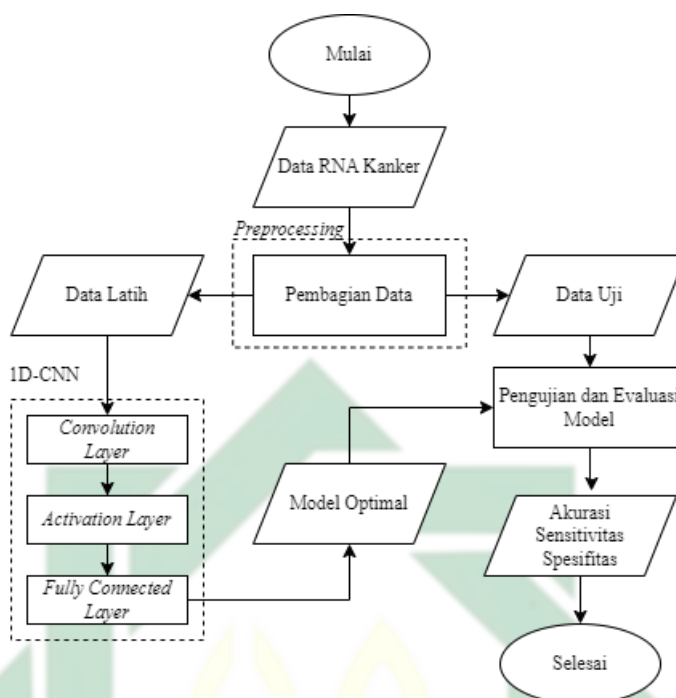 Mulai
Data RNA Kanker
Preprocessing
Data Latih
Pembagian Data
Data Uji
1D-CNN
Convolution
Layer
Activation Layer
Fully Connected
Layer
Model Optimal
Pengujian dan Evaluasi
Model
Akurasi
Sensitivitas
Spesifitas
Selesai